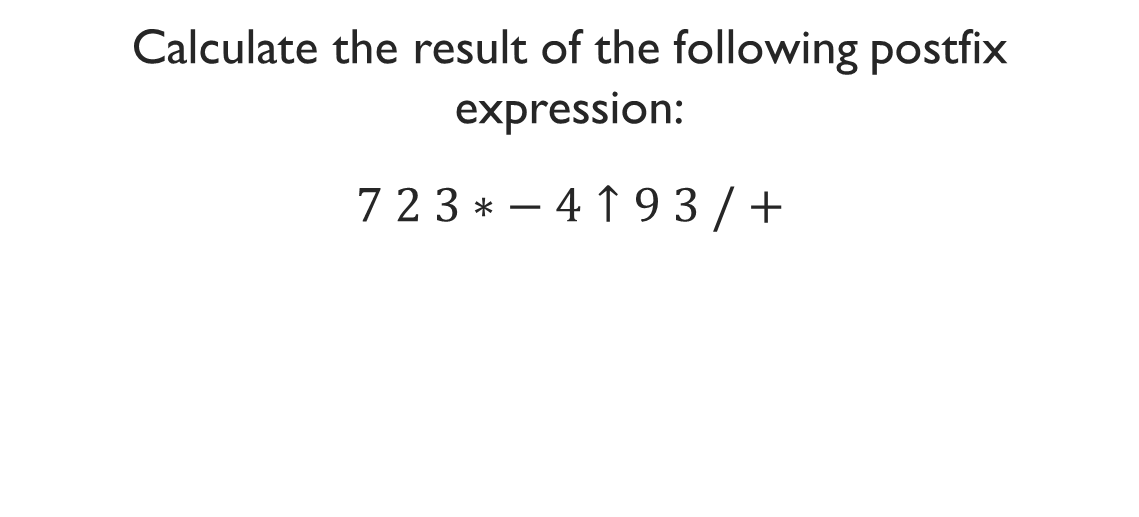 Calculate the result of the following postfix
expression:
7 2 3 ∗ − 4 ↑ 9 3 / +